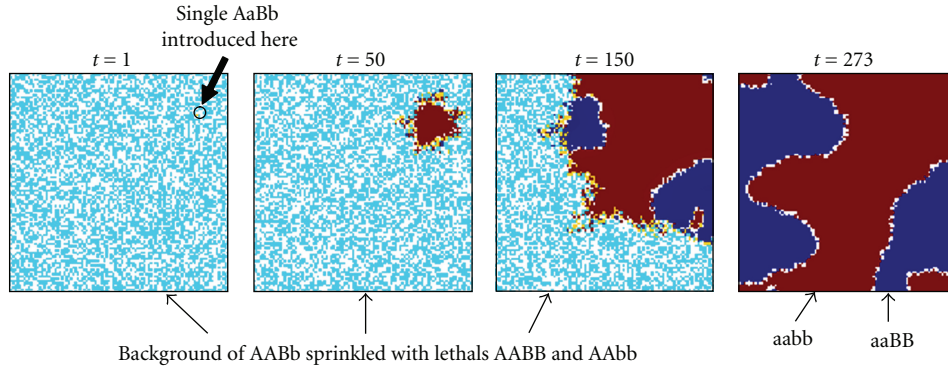 Single AaBb
introduced here
t = 1
t = 50
t = 150
t = 273
aabb
aaBB
Background of AABb sprinkled with lethals AABB and AAbb